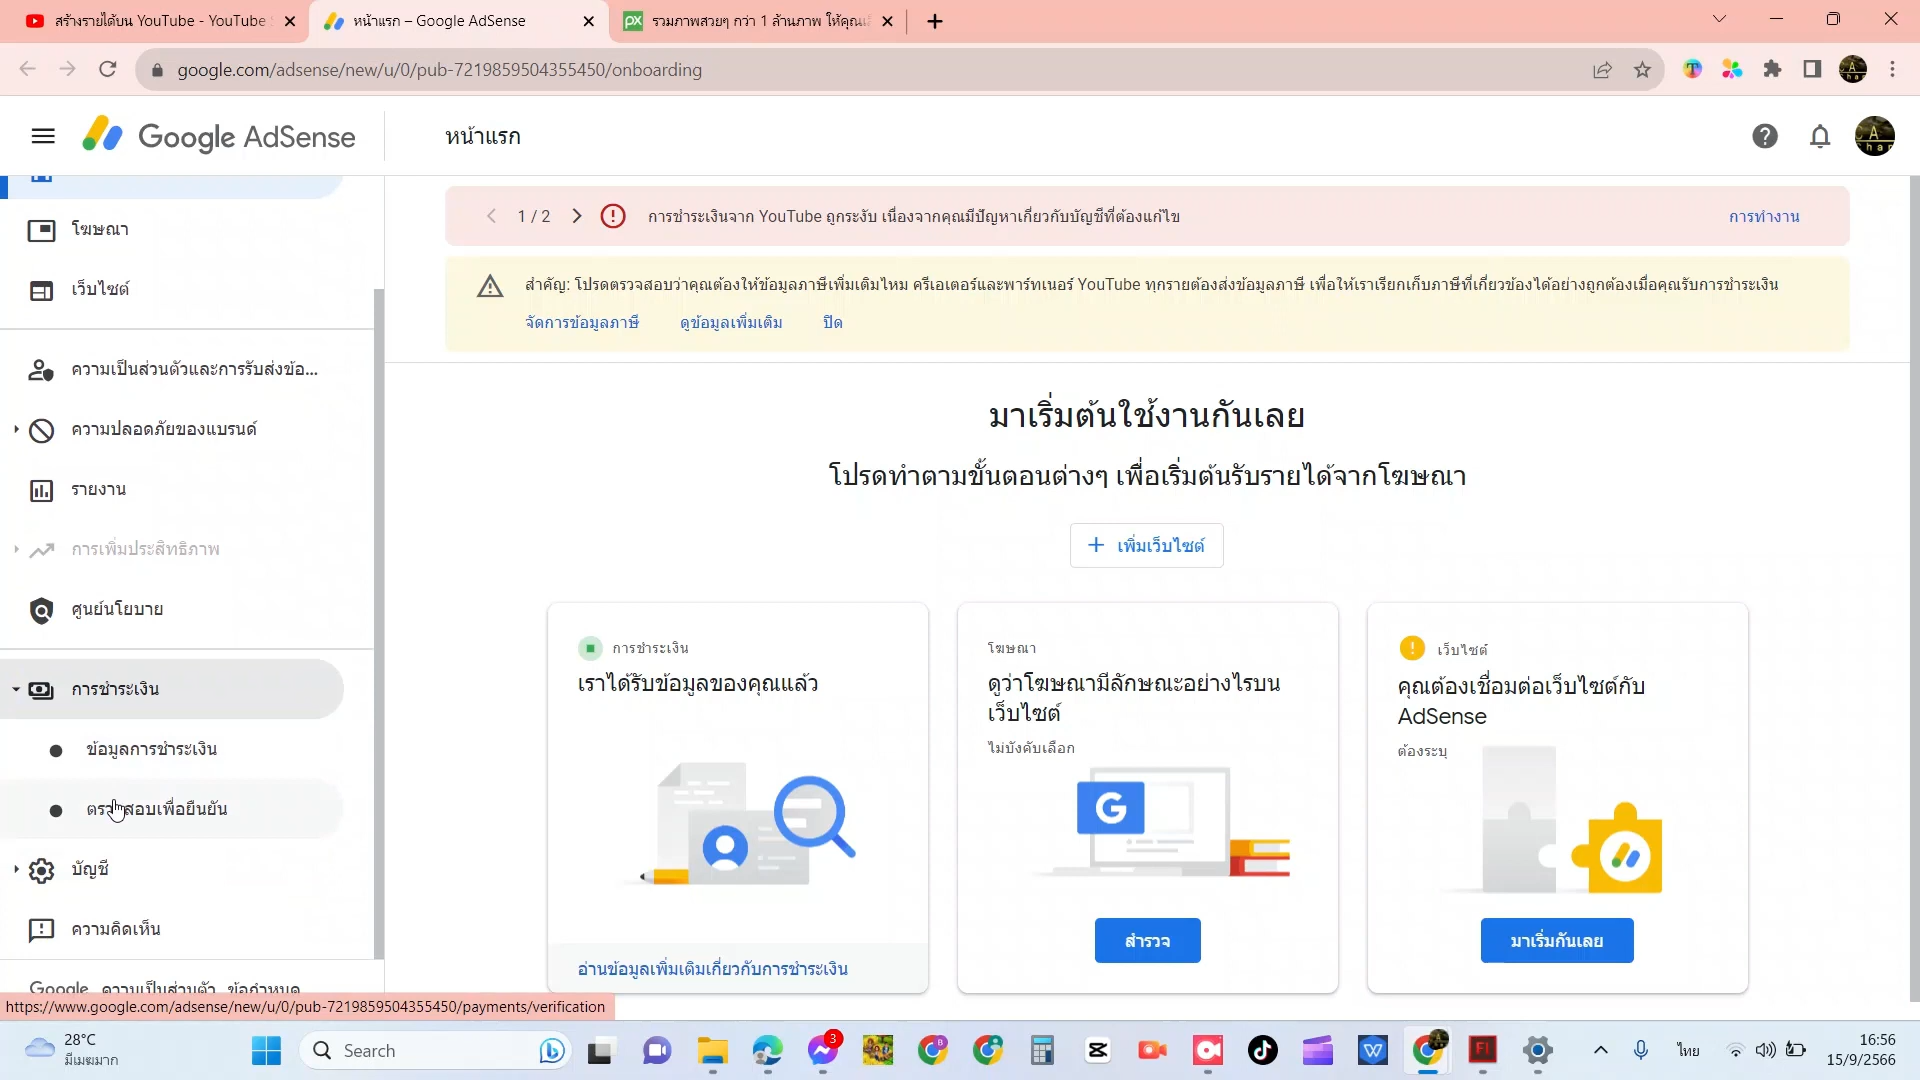 สร้างรายได้บน YouTube - YouTube
หน้าแรก – Google AdSense
รวมภาพสวยๆ กว่า 1 ล้านภาพ ให้คุณ
google.com/adsense/new/u/0/pub-7219859504355450/onboarding
Google AdSense
หน้าแรก
โฆษณา
เว็บไซต์
ความเป็นส่วนตัวและการรับส่งข้อ...
ความปลอดภัยของแบรนด์
รายงาน
การเพิ่มประสิทธิภาพ
ศูนย์นโยบาย
การชำระเงิน
ข้อมูลการชำระเงิน
ตรวจสอบเพื่อยืนยัน
บัญชี
ความคิดเห็น
Google ความเป็นส่วนตัว ข้อกำหนด
https://www.google.com/adsense/new/u/0/pub-7219859504355450/payments/verification
1 / 2
การชำระเงินจาก YouTube ถูกระงับ เนื่องจากคุณมีปัญหาเกี่ยวกับบัญชีที่ต้องแก้ไข
การทำงาน
สำคัญ: โปรดตรวจสอบว่าคุณต้องให้ข้อมูลภาษีเพิ่มเติมไหม ครีเอเตอร์และพาร์ทเนอร์ YouTube ทุกรายต้องส่งข้อมูลภาษี เพื่อให้เราเรียกเก็บภาษีที่เกี่ยวข้องได้อย่างถูกต้องเมื่อคุณรับการชำระเงิน
จัดการข้อมูลภาษี ดูข้อมูลเพิ่มเติม ปิด
มาเริ่มต้นใช้งานกันเลย
โปรดทำตามขั้นตอนต่างๆ เพื่อเริ่มต้นรับรายได้จากโฆษณา
เพิ่มเว็บไซต์
การชำระเงิน
เราได้รับข้อมูลของคุณแล้ว
อ่านข้อมูลเพิ่มเติมเกี่ยวกับการชำระเงิน
โฆษณา
ดูว่าโฆษณามีลักษณะอย่างไรบน
เว็บไซต์
ไม่บังคับเลือก
G
สำรวจ
เว็บไซต์
คุณต้องเชื่อมต่อเว็บไซต์กับ
AdSense
ต้องระบุ
มาเริ่มกันเลย
28°C
มีเมฆมาก
Search
3
ไทย
16:56
15/9/2566